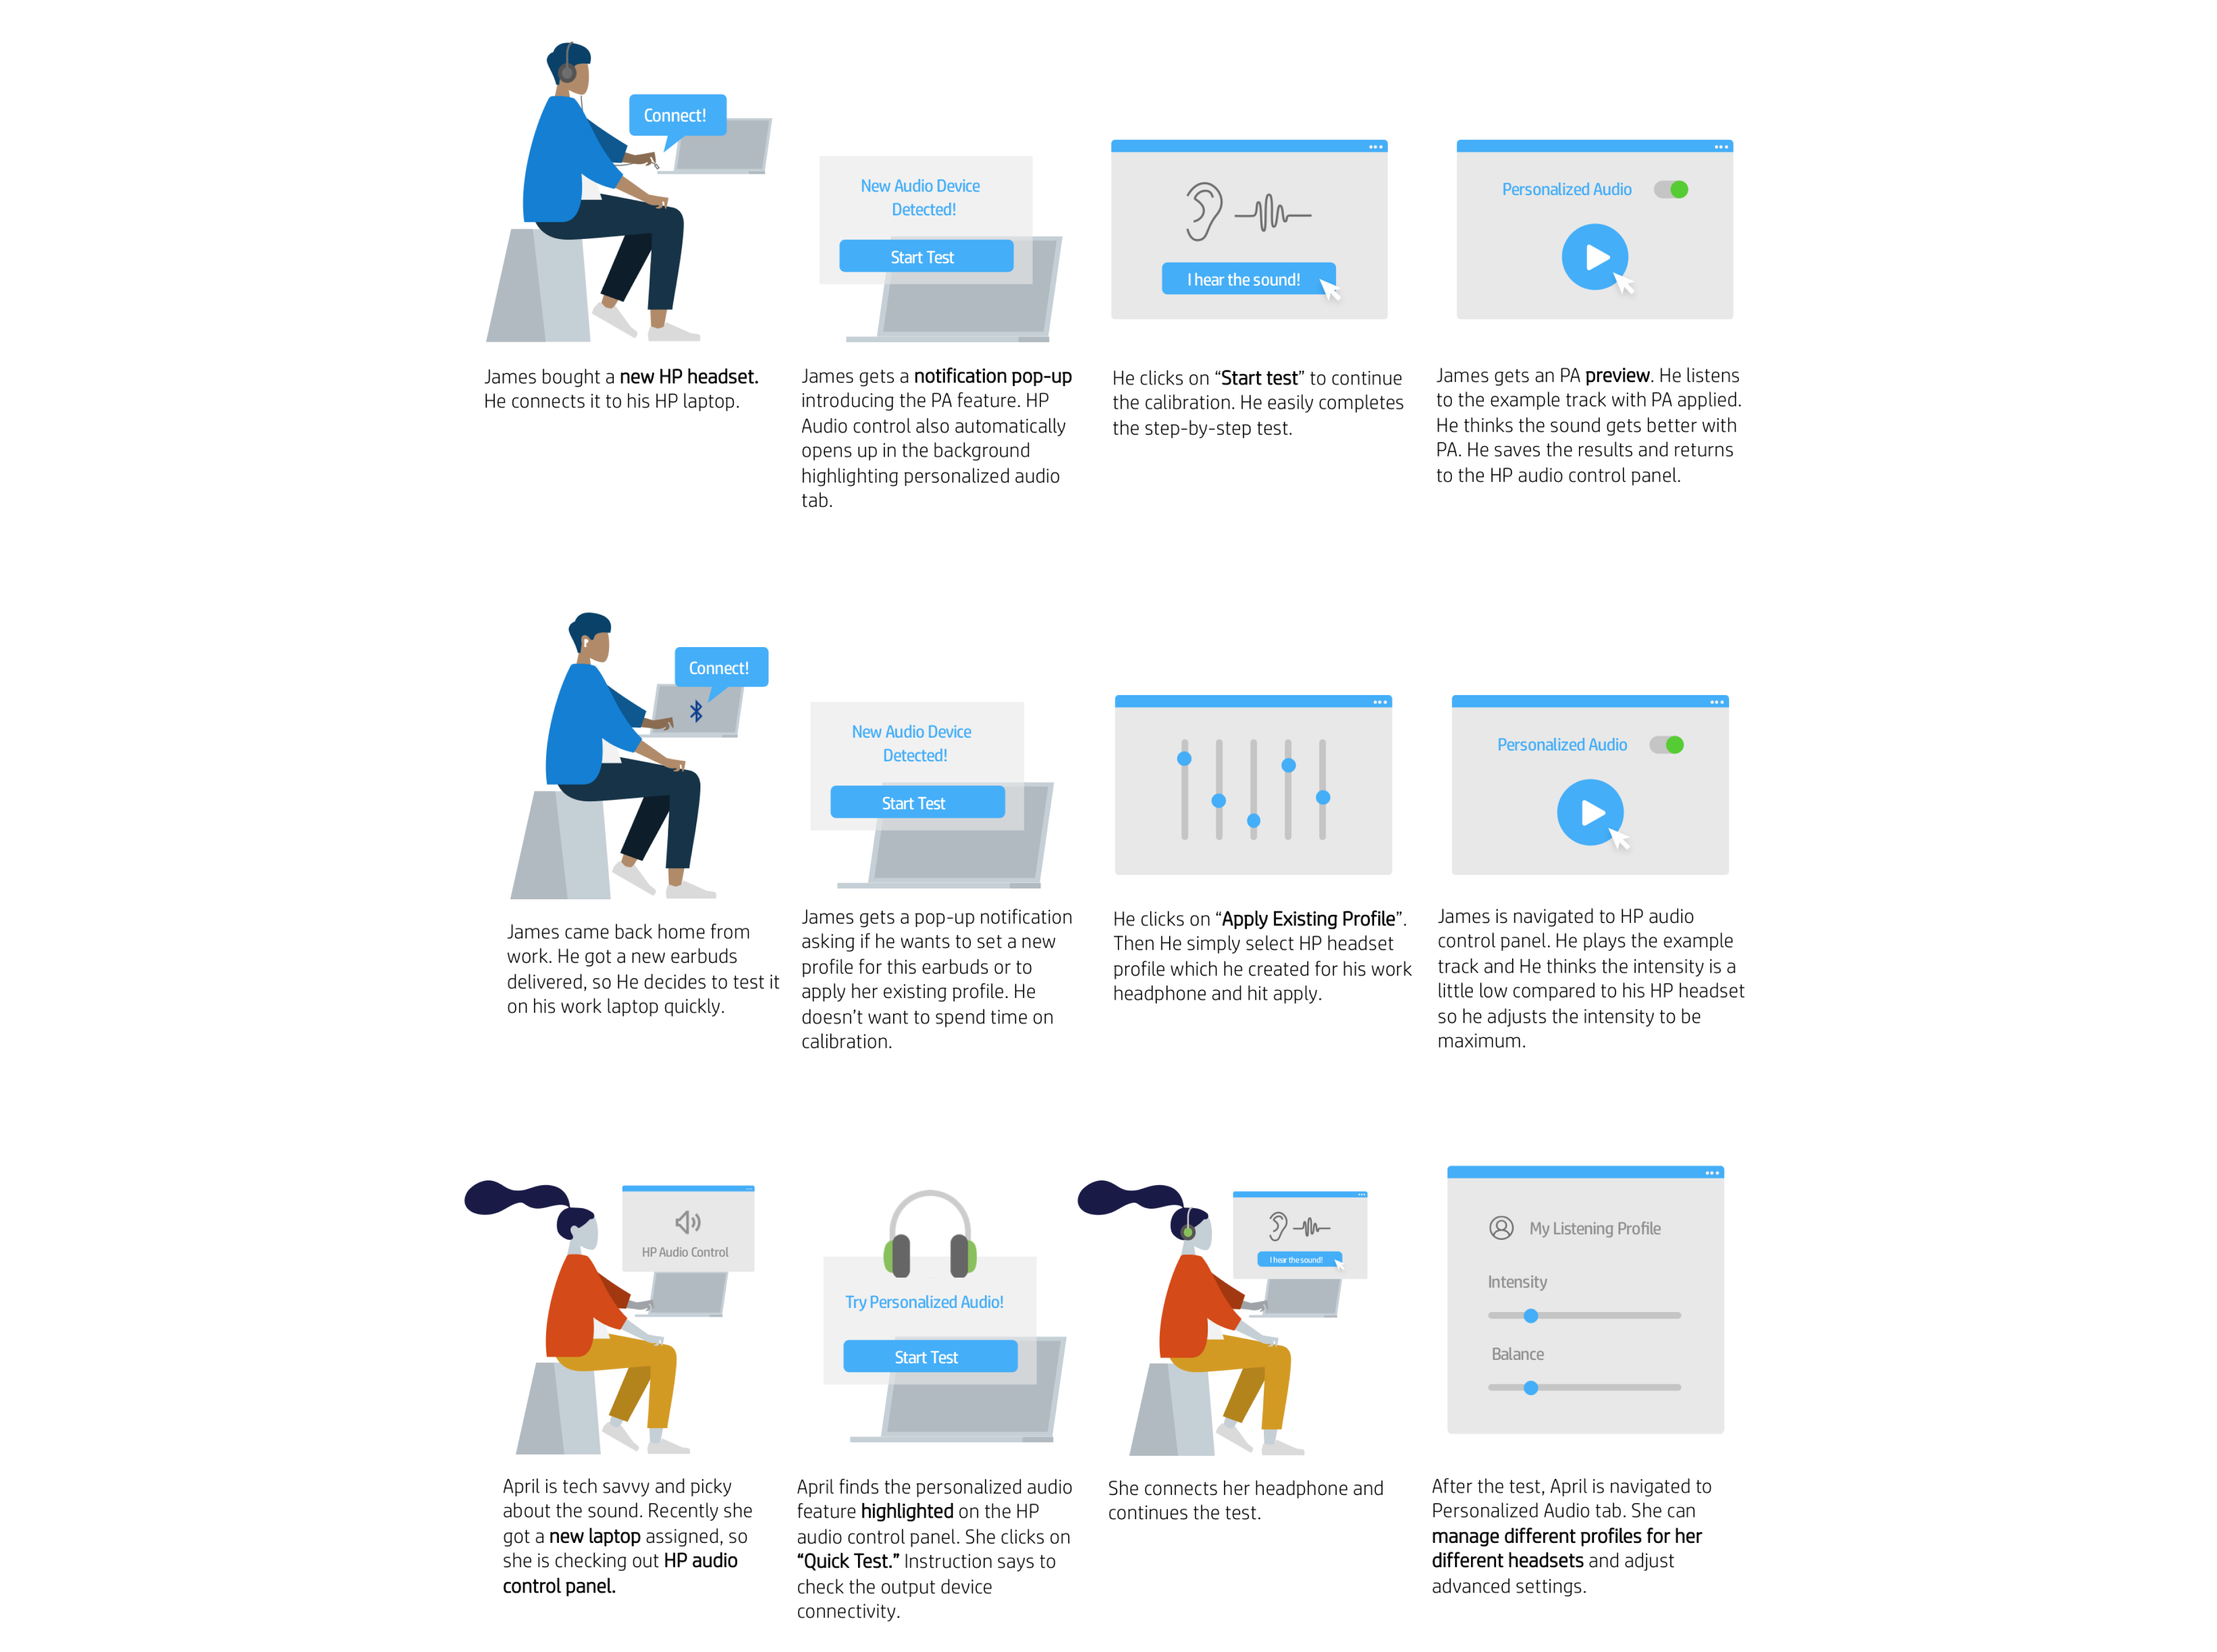 Connect!
New Audio Device
Detected!
Start Test
I hear the sound!
Personalized Audio
James bought a new HP headset.
He connects it to his HP laptop.
James gets a notification pop-up
introducing the PA feature. HP
Audio control also automatically
opens up in the background
highlighting personalized audio
tab.
He clicks on “Start test” to continue
the calibration. He easily completes
the step-by-step test.
James gets an PA preview. He listens
to the example track with PA applied.
He thinks the sound gets better with
PA. He saves the results and returns
to the HP audio control panel.
Connect!
New Audio Device
Detected!
Start Test
Personalized Audio
James came back home from
work. He got a new earbuds
delivered, so He decides to test it
on his work laptop quickly.
James gets a pop-up notification
asking if he wants to set a new
profile for this earbuds or to
apply her existing profile. He
doesn’t want to spend time on
calibration.
He clicks on “Apply Existing Profile”.
Then He simply select HP headset
profile which he created for his work
headphone and hit apply.
James is navigated to HP audio
control panel. He plays the example
track and He thinks the intensity is a
little low compared to his HP headset
so he adjusts the intensity to be
maximum.
HP Audio Control
Try Personalized Audio!
Start Test
I hear the sound!
My Listening Profile
Intensity
Balance
April is tech savvy and picky
about the sound. Recently she
got a new laptop assigned, so
she is checking out HP audio
control panel.
April finds the personalized audio
feature highlighted on the HP
audio control panel. She clicks on
“Quick Test.” Instruction says to
check the output device
connectivity.
She connects her headphone and
continues the test.
After the test, April is navigated to
Personalized Audio tab. She can
manage different profiles for her
different headsets and adjust
advanced settings.